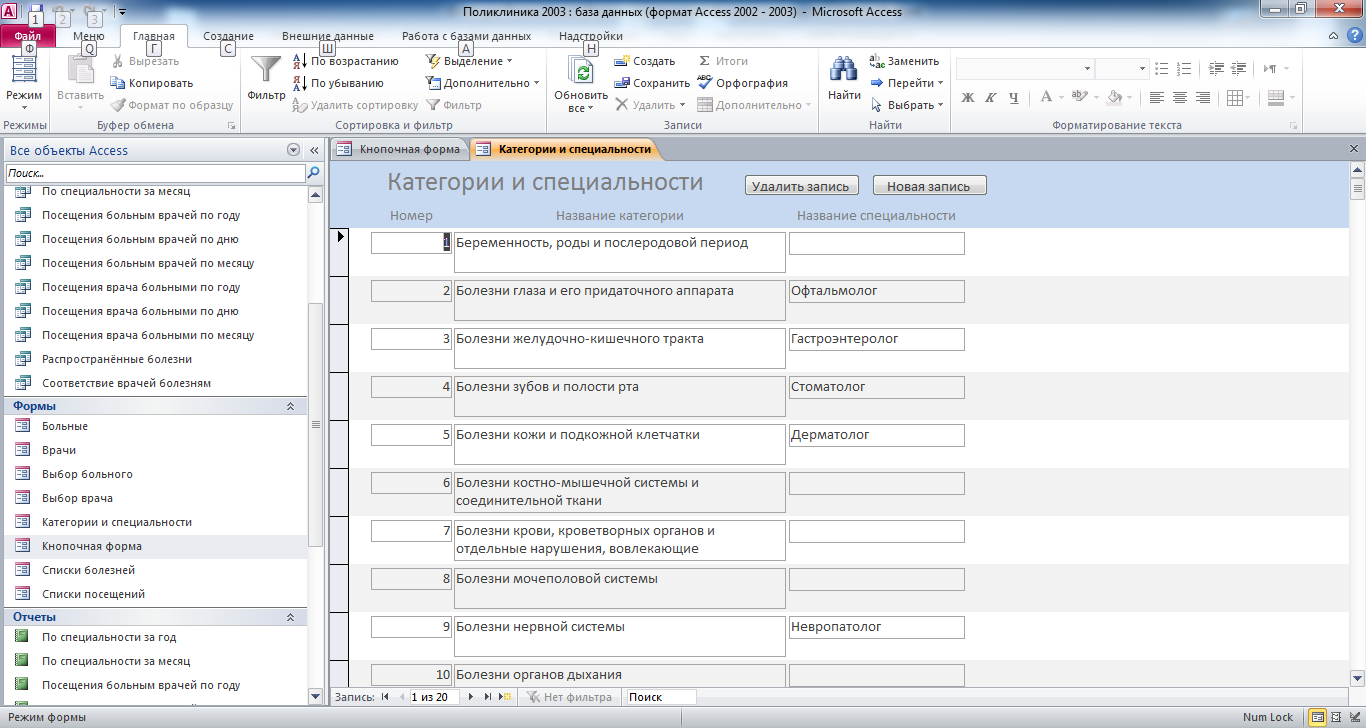 Поликлиника 2003 : база данных (формат Access 2002 - 2003) - Microsoft Access
1 2 3
Файл Меню Главная Создание Внешние данные Работа с базами данных Надстройки
Ф Q Г С Ш А Н
Режим
Режимы
Вставить
Вырезать
Копировать
Формат по образцу
Буфер обмена
Фильтр
По возрастанию
По убыванию
Удалить сортировку
Выделение
Дополнительно
Фильтр
Сортировка и фильтр
Обновить
все
Создать
Сохранить
Удалить
Итоги
Орфография
Дополнительно
Записи
Найти
Заменить
Перейти
Выбрать
Найти
Ж К Ч
Форматирование текста
Все объекты Access
Поиск...
По специальности за месяц
Посещения больным врачей по году
Посещения больным врачей по дню
Посещения больным врачей по месяцу
Посещения врача больными по году
Посещения врача больными по дню
Посещения врача больными по месяцу
Распространённые болезни
Соответствие врачей болезням
Формы
Больные
Врачи
Выбор больного
Выбор врача
Категории и специальности
Кнопочная форма
Списки болезней
Списки посещений
Отчеты
По специальности за год
По специальности за месяц
Посещения больным врачей по году
Кнопочная форма Категории и специальности
Категории и специальности Удалить запись Новая запись
Номер Название категории Название специальности
1 Беременность, роды и послеродовой период
2 Болезни глаза и его придаточного аппарата Офтальмолог
3 Болезни желудочно-кишечного тракта Гастроэнтеролог
4 Болезни зубов и полости рта Стоматолог
5 Болезни кожи и подкожной клетчатки Дерматолог
6 Болезни костно-мышечной системы и
соединительной ткани
7 Болезни крови, кроветворных органов и
отдельные нарушения, вовлекающие
8 Болезни мочеполовой системы
9 Болезни нервной системы Невропатолог
10 Болезни органов дыхания
Запись: 1 из 20 Нет фильтра Поиск
Режим формы Num Lock